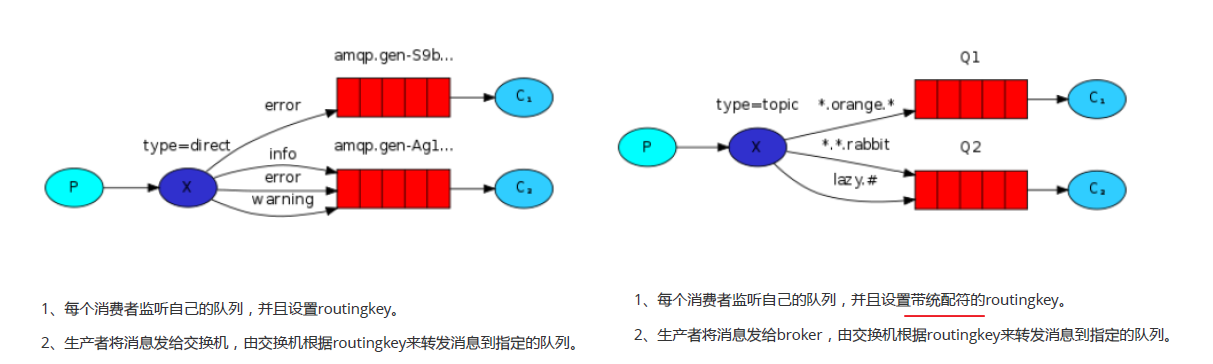 amqp.gen-S9b...
error
C₁
type=direct
info
amqp.gen-Ag1...
error
P
X
warning
C₂
1、每个消费者监听自己的队列，并且设置routingkey。
2、生产者将消息发给交换机，由交换机根据routingkey来转发消息到指定的队列。
Q1
type=topic
*.orange.*
C₁
P
X
*.*.rabbit
Q2
lazy.#
C₂
1、每个消费者监听自己的队列，并且设置带统配符的routingkey。
2、生产者将消息发给broker，由交换机根据routingkey来转发消息到指定的队列。